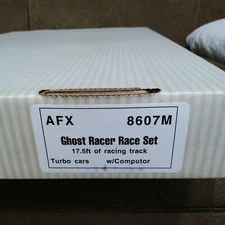 AFX 8607M
Ghost Racer Race Set
17.5ft of racing track
Turbo cars w/Computor